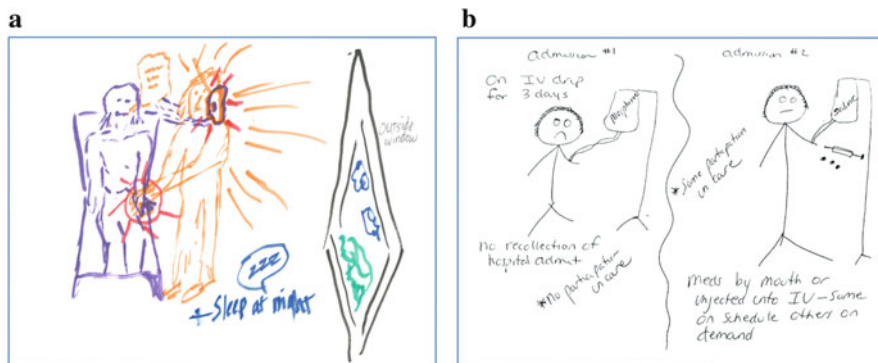 a
outside
window
zzz
+ Sleep at night
b
admission #1
On IV drip
for 3 days
Morphine
no recollection of
hospital admit
*No participation
in care
admission #2
*Some participation
in care
Meds by mouth or
injected into IV - Some
on schedule others on
demand